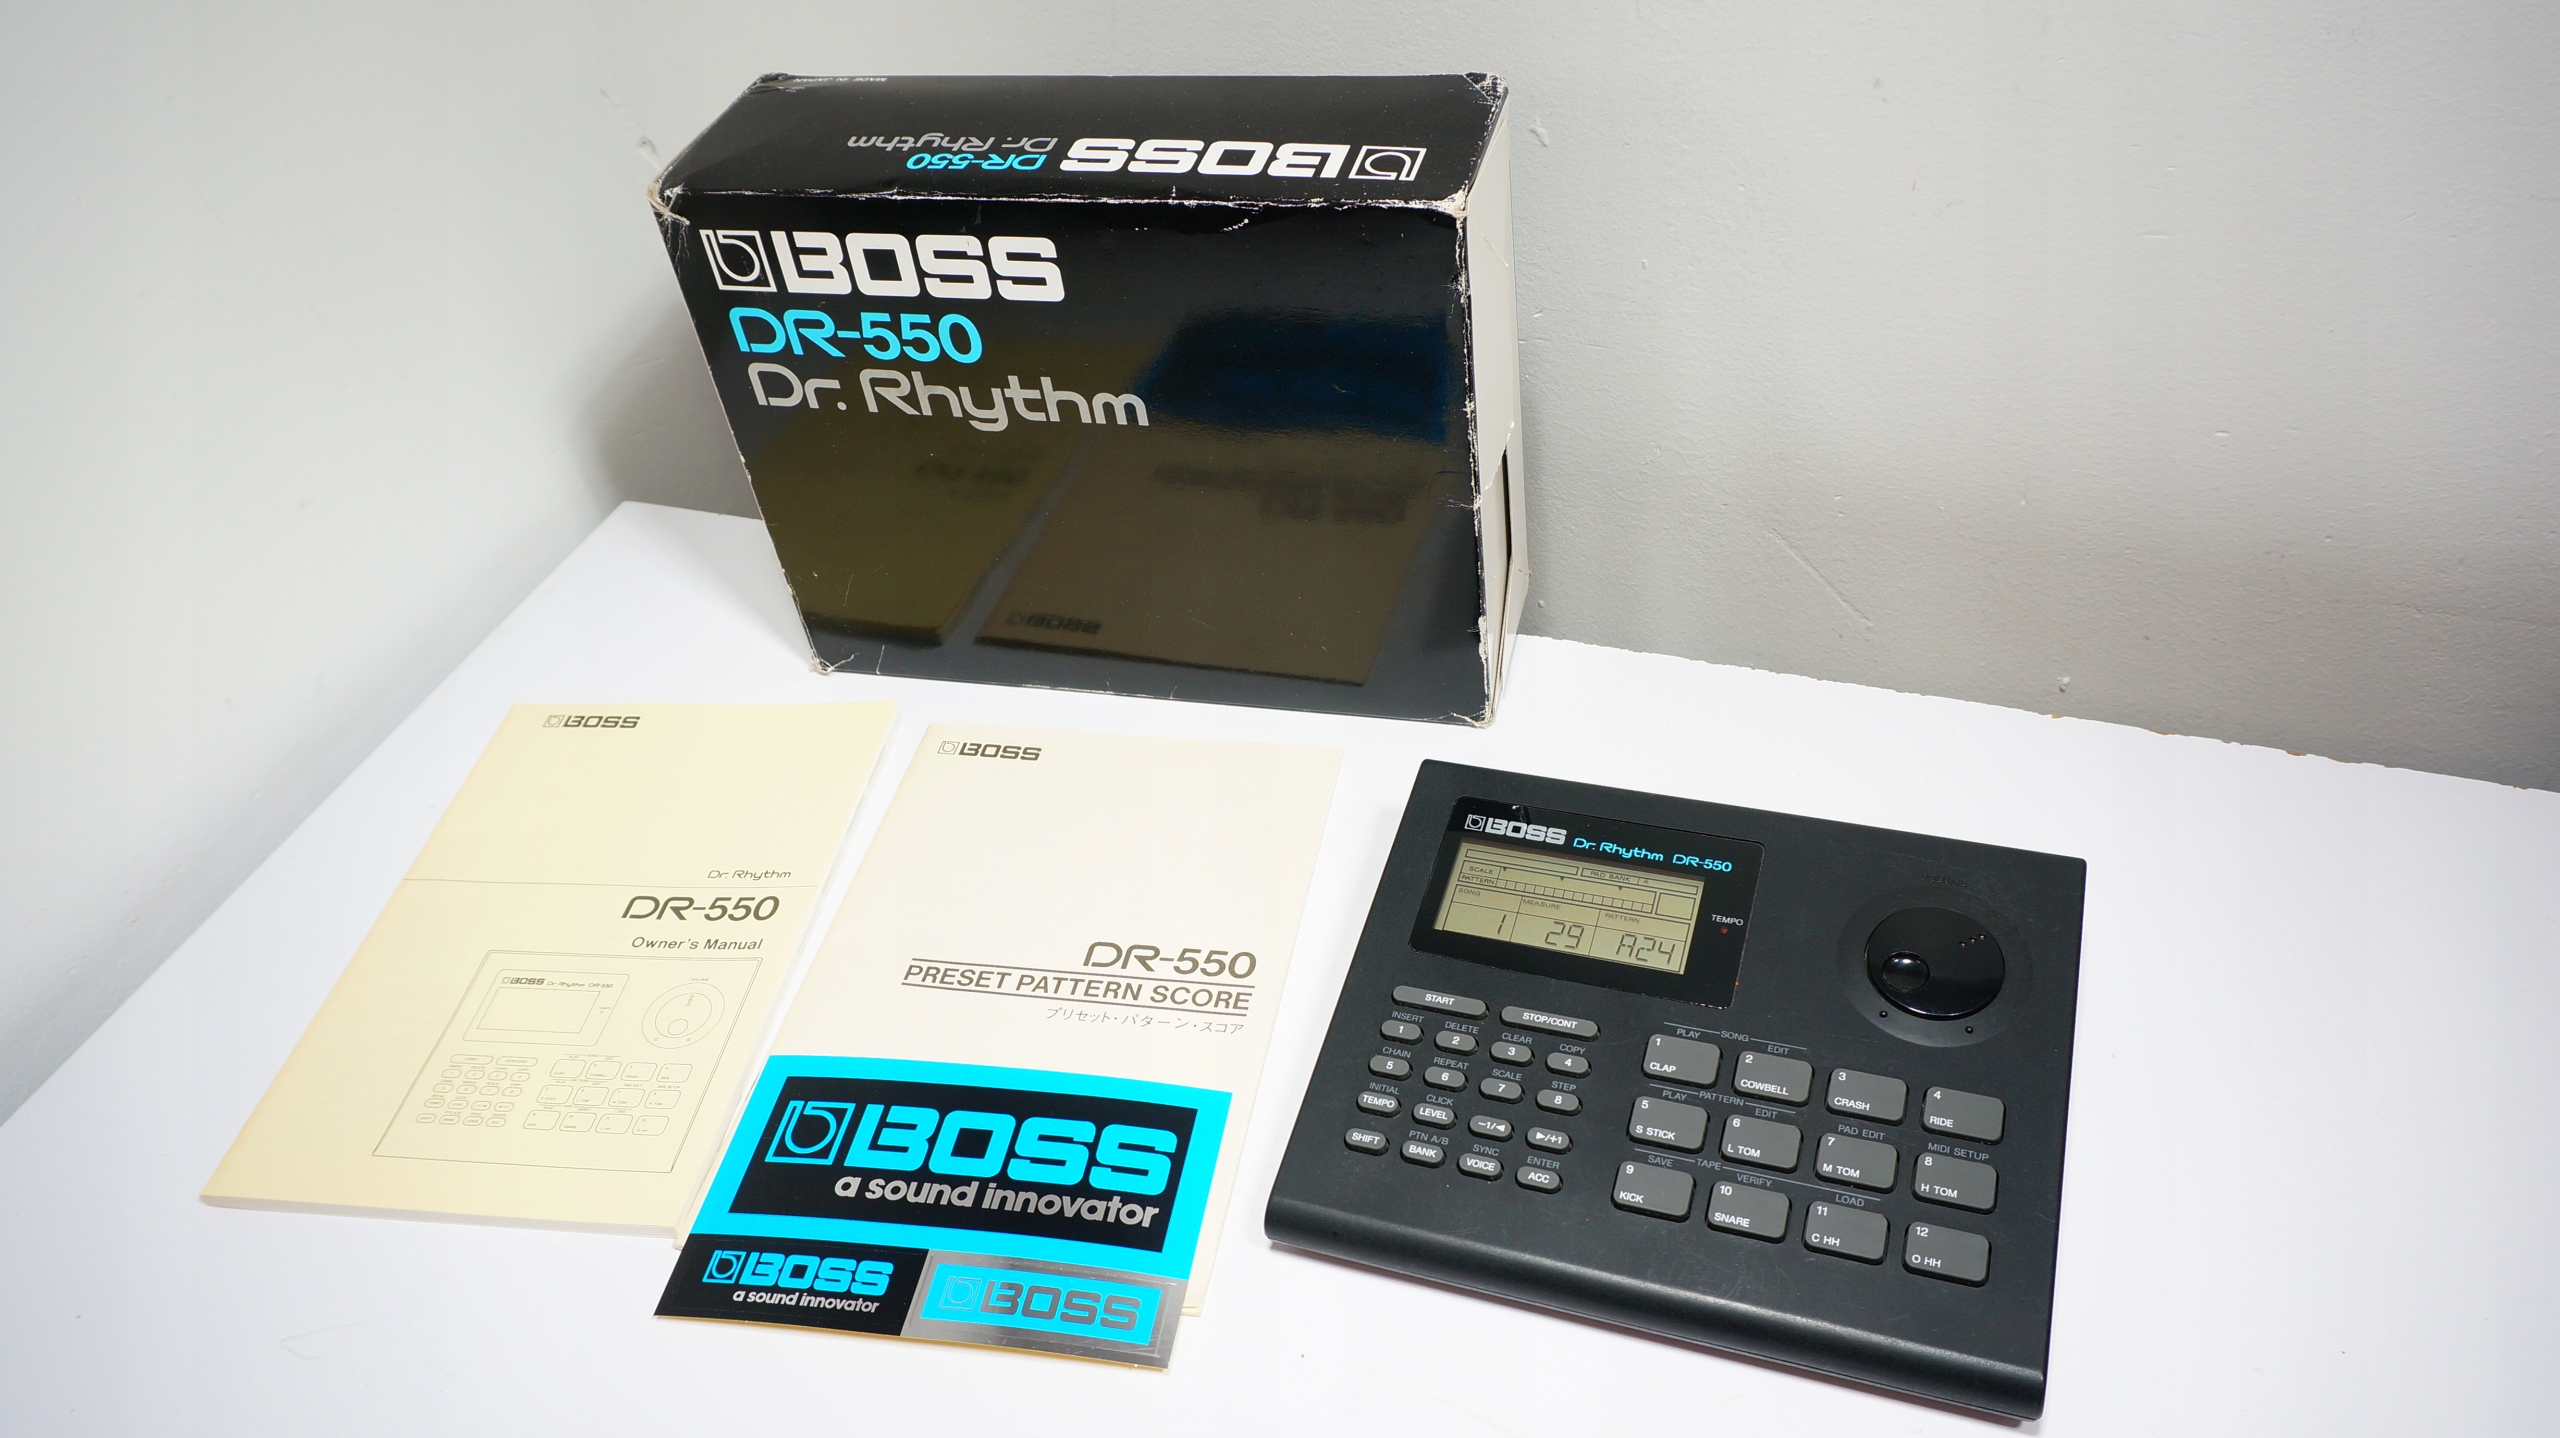 MADE IN JAPAN
BOSS
DR-550
Dr. Rhythm
BOSS
DR-550
Dr. Rhythm
BOSS
Dr. Rhythm
DR-550
Owner's Manual
BOSS Dr. Rhythm DR-550
BOSS
DR-550
PRESET PATTERN SCORE
プリセット・パターン・スコア
BOSS
a sound innovator
BOSS
a sound innovator
BOSS
BOSS Dr. Rhythm DR-550
SCALE
PAD BANK A
PATTERN
SONG MEASURE PATTERN
1 29 A24
TEMPO
VOLUME
START STOP/CONT
INSERT DELETE CLEAR COPY
1 2 3 4
CHAIN REPEAT SCALE STEP
5 6 7 8
INITIAL CLICK
TEMPO LEVEL -1/◀ ▶/+1
PTN A/B SYNC ENTER
SHIFT BANK VOICE ACC
PLAY SONG EDIT
1 CLAP
2 COWBELL
3 CRASH
4 RIDE
PLAY PATTERN EDIT PAD EDIT MIDI SETUP
5 S STICK
6 L TOM
7 M TOM
8 H TOM
SAVE TAPE VERIFY LOAD
9 KICK
10 SNARE
11 C HH
12 O HH